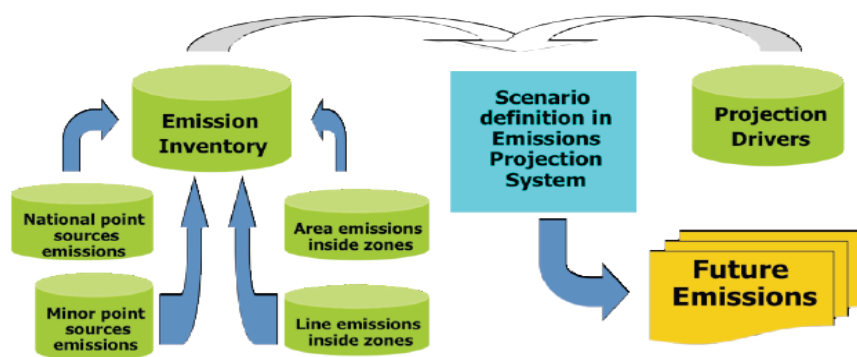 Emission
Inventory
Scenario
definition in
Emissions
Projection
System
Projection
Drivers
National point
sources
emissions
Area emissions
inside zones
Minor point
sources
emissions
Line emissions
inside zones
Future
Emissions